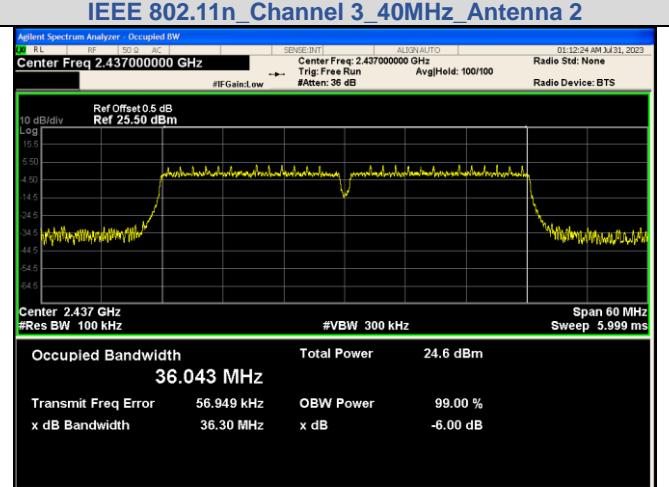 IEEE 802.11n_Channel 3_40MHz_Antenna 2
Agilent Spectrum Analyzer - Occupied BW
RL RF 50 Ω AC SENSE:INT ALIGN AUTO 01:12:24 AM Jul 31, 2023
Center Freq 2.437000000 GHz Center Freq: 2.437000000 GHz Radio Std: None
Trig: Free Run Avg|Hold: 100/100
#IFGain:Low #Atten: 36 dB Radio Device: BTS
Ref Offset 0.5 dB
10 dB/div Ref 25.50 dBm
Log
15.5
5.50
-4.50
-14.5
-24.5
-34.5
-44.5
-54.5
-64.5
Center 2.437 GHz Span 60 MHz
#Res BW 100 kHz #VBW 300 kHz Sweep 5.999 ms
Occupied Bandwidth Total Power 24.6 dBm
36.043 MHz
Transmit Freq Error 56.949 kHz OBW Power 99.00 %
x dB Bandwidth 36.30 MHz x dB -6.00 dB